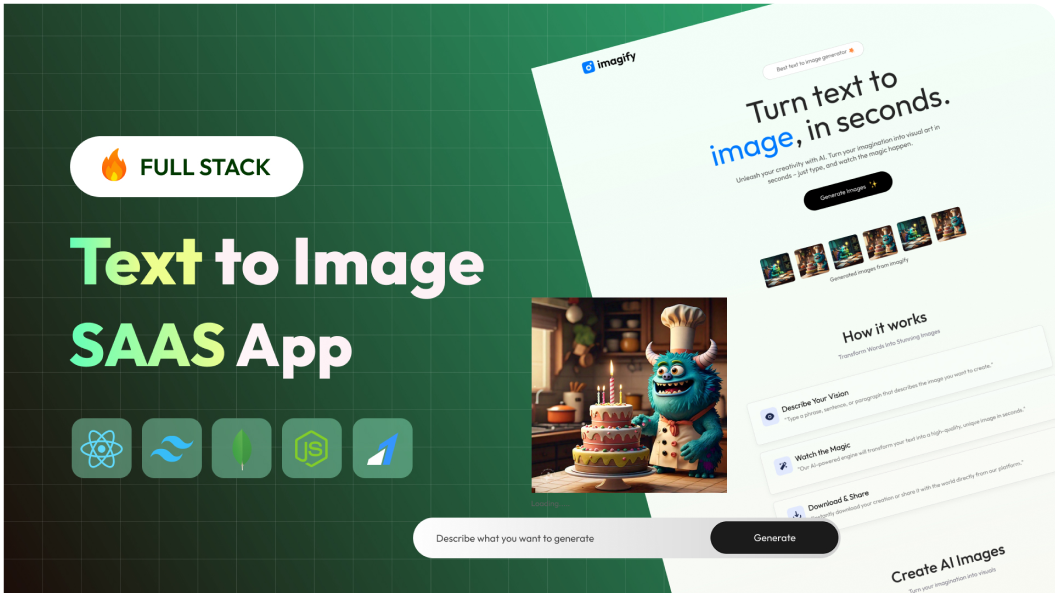 FULL STACK
Text to Image
SAAS App
JS
imagify
Best text to image generator
Turn text to
image, in seconds.
Unleash your creativity with AI. Turn your imagination into visual art in
seconds – just type, and watch the magic happen.
Generate Images
Generated images from imagify
How it works
Transform Words Into Stunning Images
Describe Your Vision
"Type a phrase, sentence, or paragraph that describes the image you want to create."
Watch the Magic
"Our AI-powered engine will transform your text into a high-quality, unique image in seconds."
Download & Share
"Instantly download your creation or share it with the world directly from our platform."
Loading
Describe what you want to generate
Generate
Create AI Images
Turn your imagination into visuals